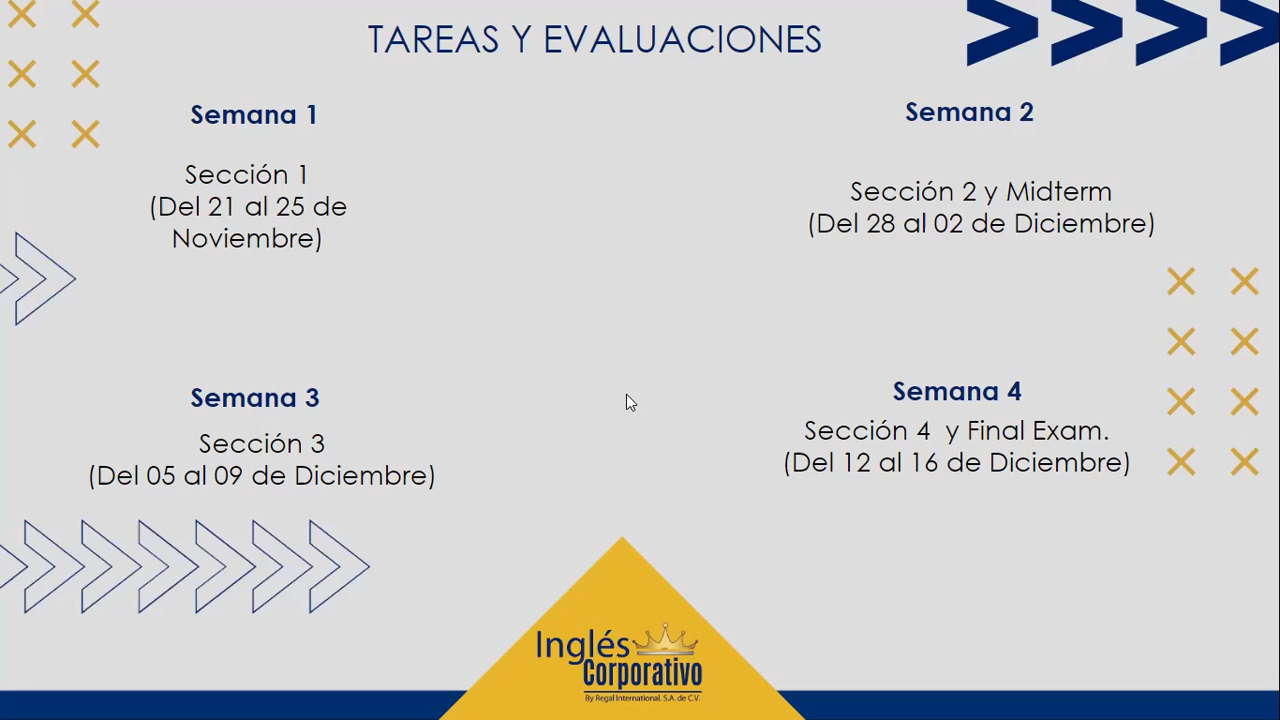 TAREAS Y EVALUACIONES
Semana 1
Sección 1
(Del 21 al 25 de
Noviembre)
Semana 2
Sección 2 y Midterm
(Del 28 al 02 de Diciembre)
Semana 3
Sección 3
(Del 05 al 09 de Diciembre)
Semana 4
Sección 4 y Final Exam.
(Del 12 al 16 de Diciembre)
Inglés
Corporativo
By Regal International, S.A. de C.V.